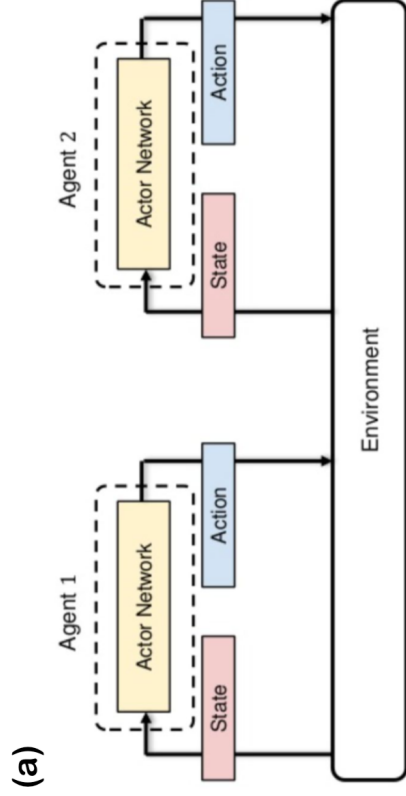 (a)
Agent 1
Agent 2
Actor Network
Actor Network
State
Action
State
Action
Environment